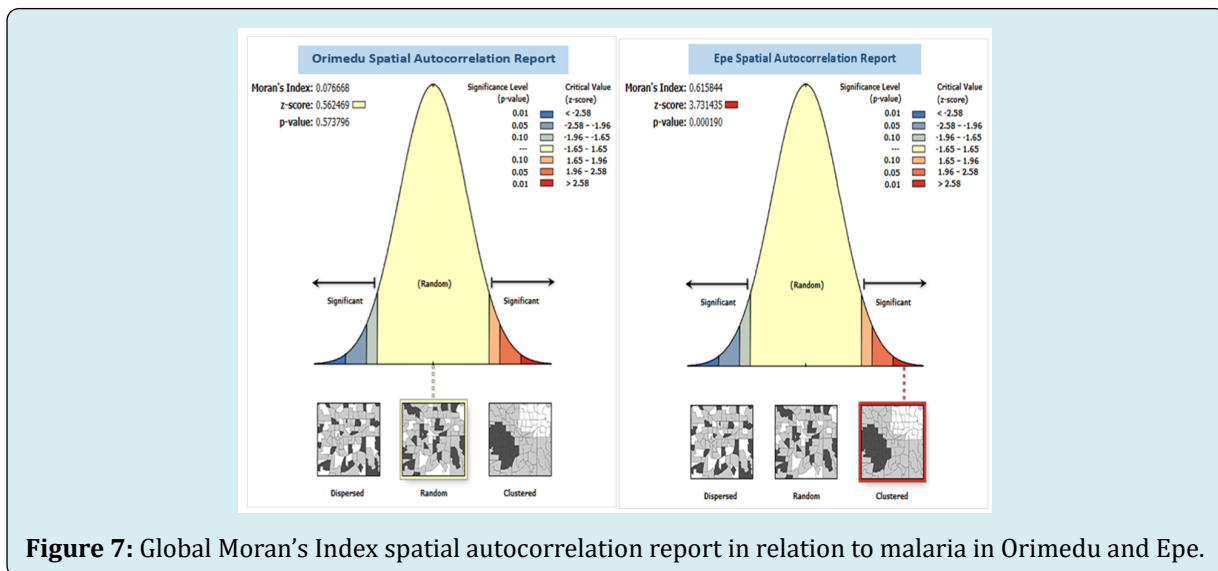 Orimedu Spatial Autocorrelation Report
Moran's Index: 0.076668
z-score: 0.562469
p-value: 0.573796
Significance Level Critical Value
(p-value) (z-score)
0.01 < -2.58
0.05 -2.58 – -1.96
0.10 -1.96 – -1.65
--- -1.65 – 1.65
0.10 1.65 – 1.96
0.05 1.96 – 2.58
0.01 > 2.58
(Random)
Significant Significant
Dispersed Random Clustered
Epe Spatial Autocorrelation Report
Moran's Index: 0.615844
z-score: 3.731435
p-value: 0.000190
Significance Level Critical Value
(p-value) (z-score)
0.01 < -2.58
0.05 -2.58 – -1.96
0.10 -1.96 – -1.65
--- -1.65 – 1.65
0.10 1.65 – 1.96
0.05 1.96 – 2.58
0.01 > 2.58
(Random)
Significant Significant
Dispersed Random Clustered
Figure 7: Global Moran's Index spatial autocorrelation report in relation to malaria in Orimedu and Epe.